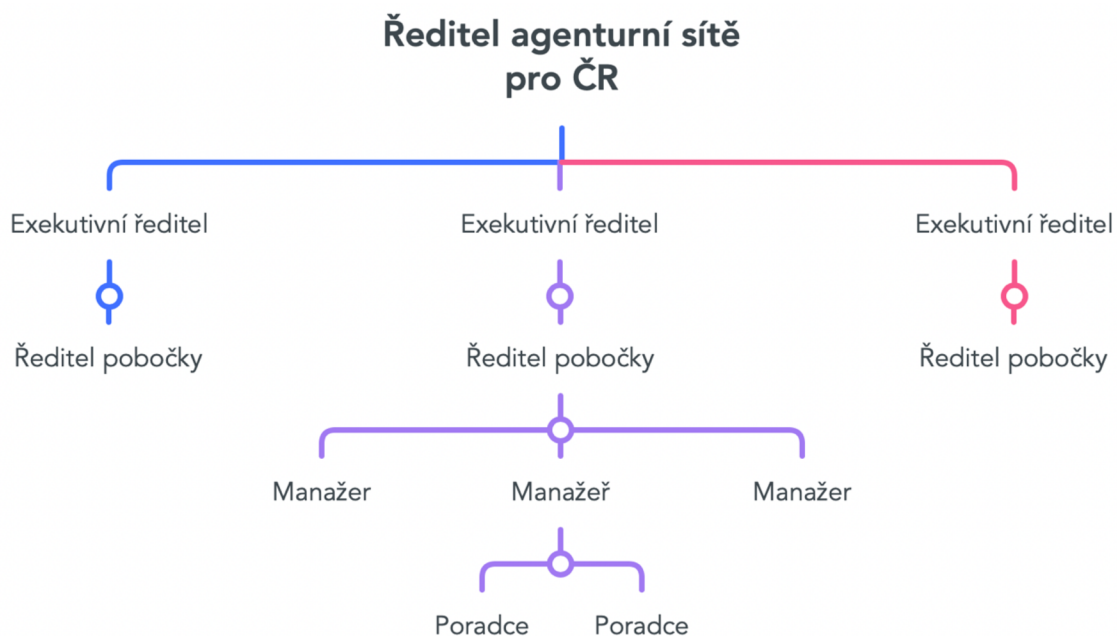 Ředitel agenturní sítě
pro ČR
Exekutivní ředitel
Exekutivní ředitel
Exekutivní ředitel
Ředitel pobočky
Ředitel pobočky
Ředitel pobočky
Manažer
Manažeř
Manažer
Poradce
Poradce